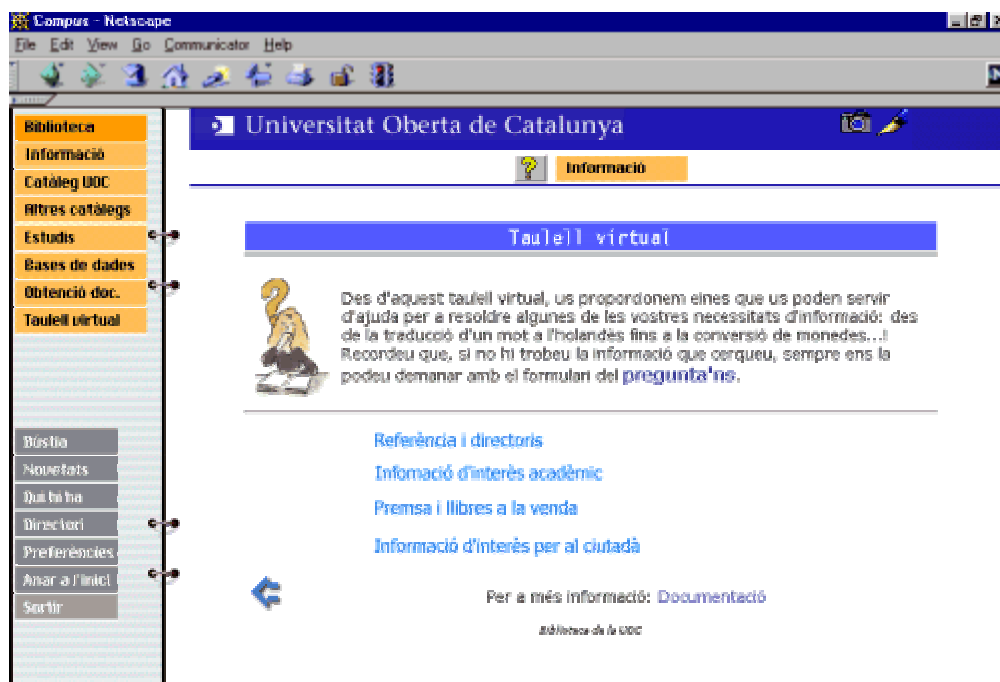 Campus - Netscape
File Edit View Go Communicator Help
Biblioteca
Informació
Catàleg UOC
Altres catàlegs
Estudis
Bases de dades
Obtenció doc.
Taulell virtual
Bústia
Novetats
Qui hi ha
Directori
Preferències
Anar a l'inici
Sortir
Universitat Oberta de Catalunya
Informació
Taulell virtual
Des d'aquest taulell virtual, us proporcionem eines que us poden servir
d'ajuda per a resoldre algunes de les vostres necessitats d'informació: des
de la traducció d'un mot a l'holandès fins a la conversió de monedes...!
Recordeu que, si no hi trobeu la informació que cerqueu, sempre ens la
podeu demanar amb el formulari del pregunta'ns.
Referència i directoris
Infomació d'interès acadèmic
Premsa i llibres a la venda
Informació d'interès per al ciutadà
Per a més informació: Documentació
Biblioteca de la UOC